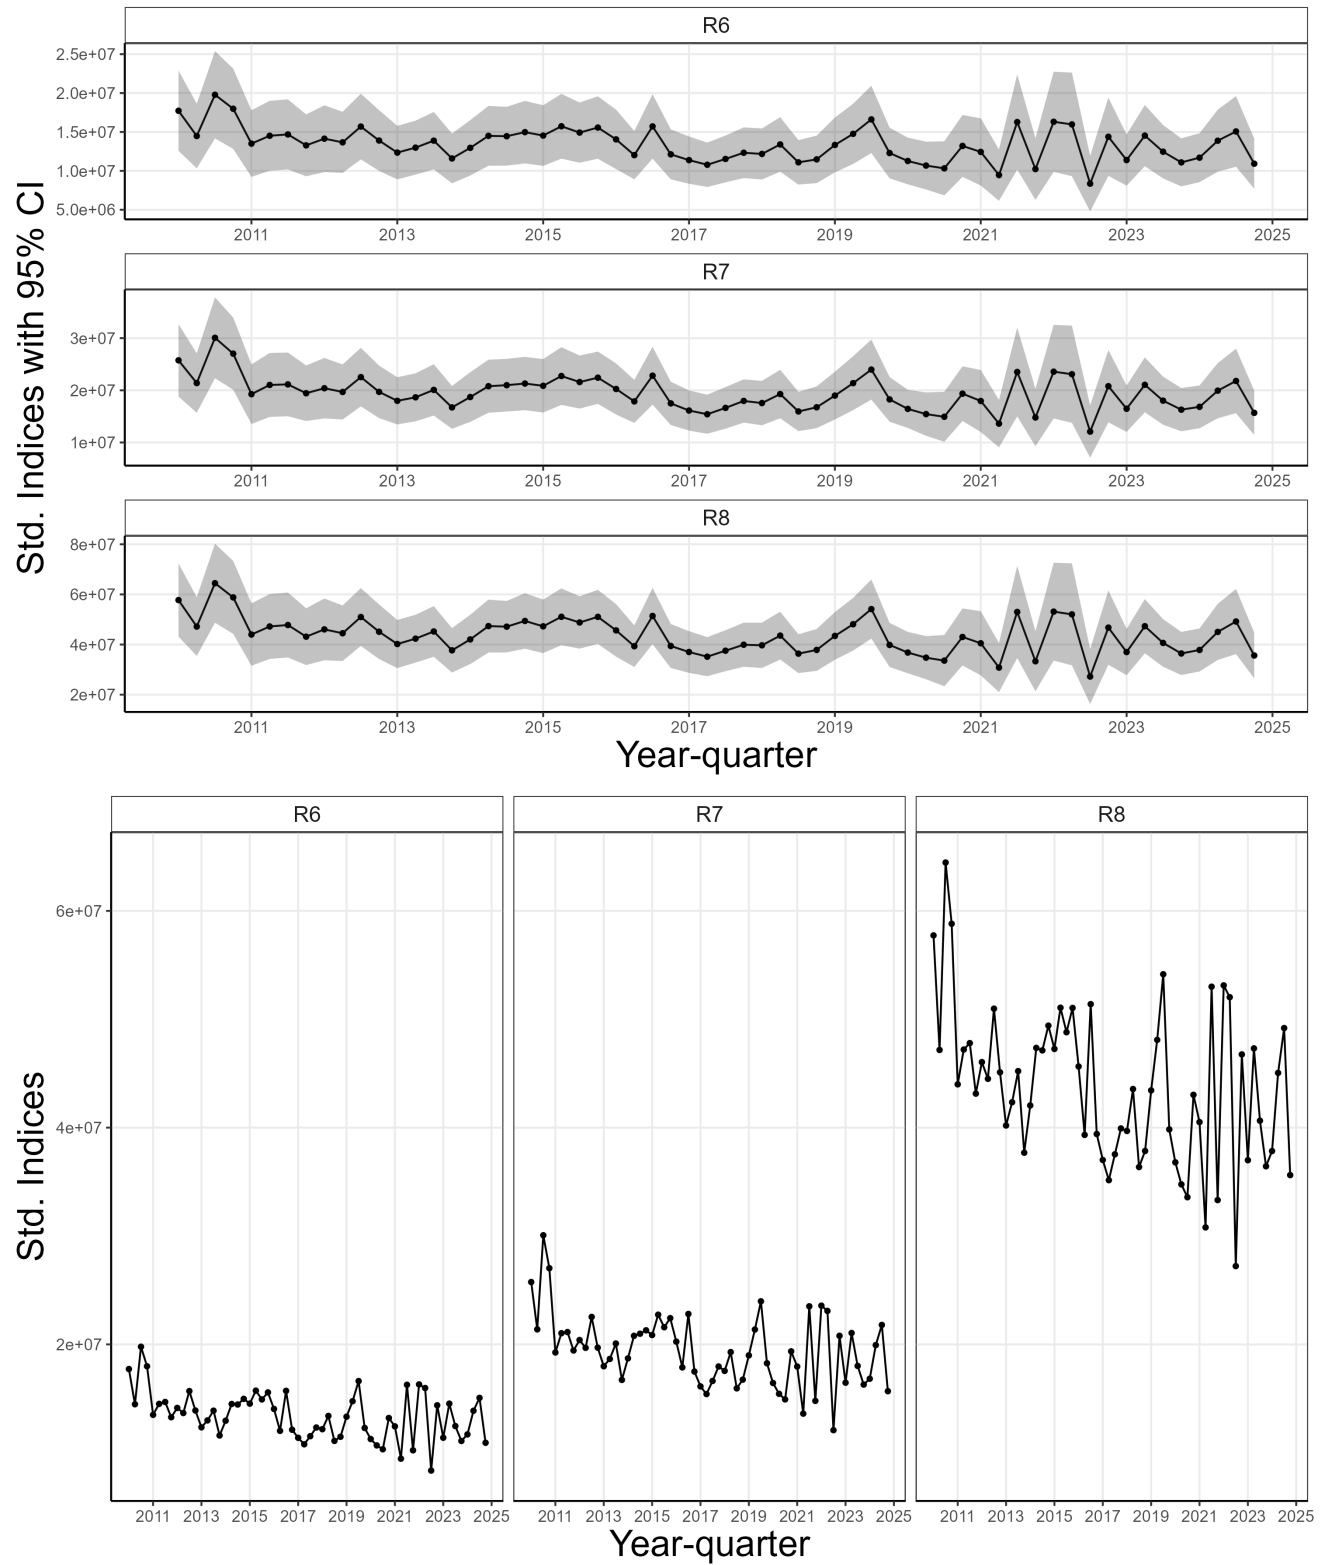 R6
2.5e+07
2.0e+07
1.5e+07
1.0e+07
5.0e+06
2011 2013 2015 2017 2019 2021 2023 2025
R7
3e+07
2e+07
1e+07
2011 2013 2015 2017 2019 2021 2023 2025
R8
8e+07
6e+07
4e+07
2e+07
2011 2013 2015 2017 2019 2021 2023 2025
Std. Indices with 95% CI
Year-quarter
R6 R7 R8
6e+07
4e+07
2e+07
Std. Indices
2011 2013 2015 2017 2019 2021 2023 2025 2011 2013 2015 2017 2019 2021 2023 2025 2011 2013 2015 2017 2019 2021 2023 2025
Year-quarter